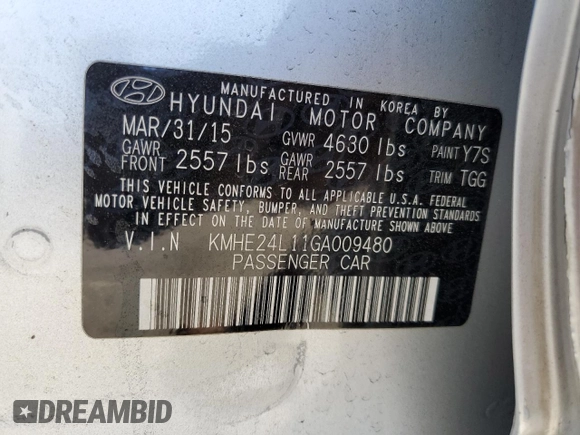 MANUFACTURED IN KOREA BY
HYUNDAI MOTOR COMPANY
MAR/31/15 GVWR 4630 lbs PAINT Y7S
GAWR FRONT 2557 lbs GAWR REAR 2557 lbs TRIM TGG
THIS VEHICLE CONFORMS TO ALL APPLICABLE U.S.A. FEDERAL
MOTOR VEHICLE SAFETY, BUMPER, AND THEFT PREVENTION STANDARDS
IN EFFECT ON THE DATE OF MANUFACTURE SHOWN ABOVE.
V.I.N KMHE24L11GA009480
PASSENGER CAR
DREAMBID